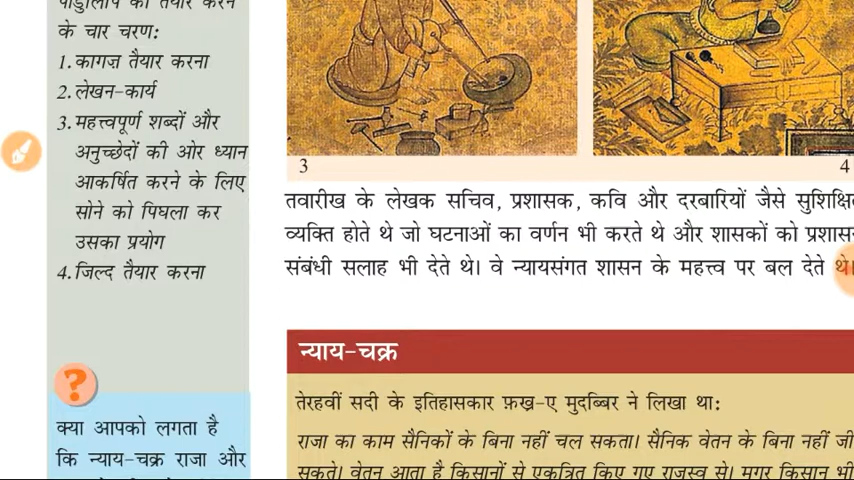 पांडुलिपि को तैयार करने
के चार चरण:
1. कागज़ तैयार करना
2. लेखन-कार्य
3. महत्त्वपूर्ण शब्दों और
अनुच्छेदों की ओर ध्यान
आकर्षित करने के लिए
सोने को पिघला कर
उसका प्रयोग
4. जिल्द तैयार करना
3
4
तवारीख के लेखक सचिव, प्रशासक, कवि और दरबारियों जैसे सुशिक्षित
व्यक्ति होते थे जो घटनाओं का वर्णन भी करते थे और शासकों को प्रशासन
संबंधी सलाह भी देते थे। वे न्यायसंगत शासन के महत्त्व पर बल देते थे।
न्याय-चक्र
तेरहवीं सदी के इतिहासकार फ़ख्र-ए मुदब्बिर ने लिखा था:
राजा का काम सैनिकों के बिना नहीं चल सकता। सैनिक वेतन के बिना नहीं जी
सकते। वेतन आता है किसानों से एकत्रित किए गए राजस्व से। मगर किसान भी
?
क्या आपको लगता है
कि न्याय-चक्र राजा और